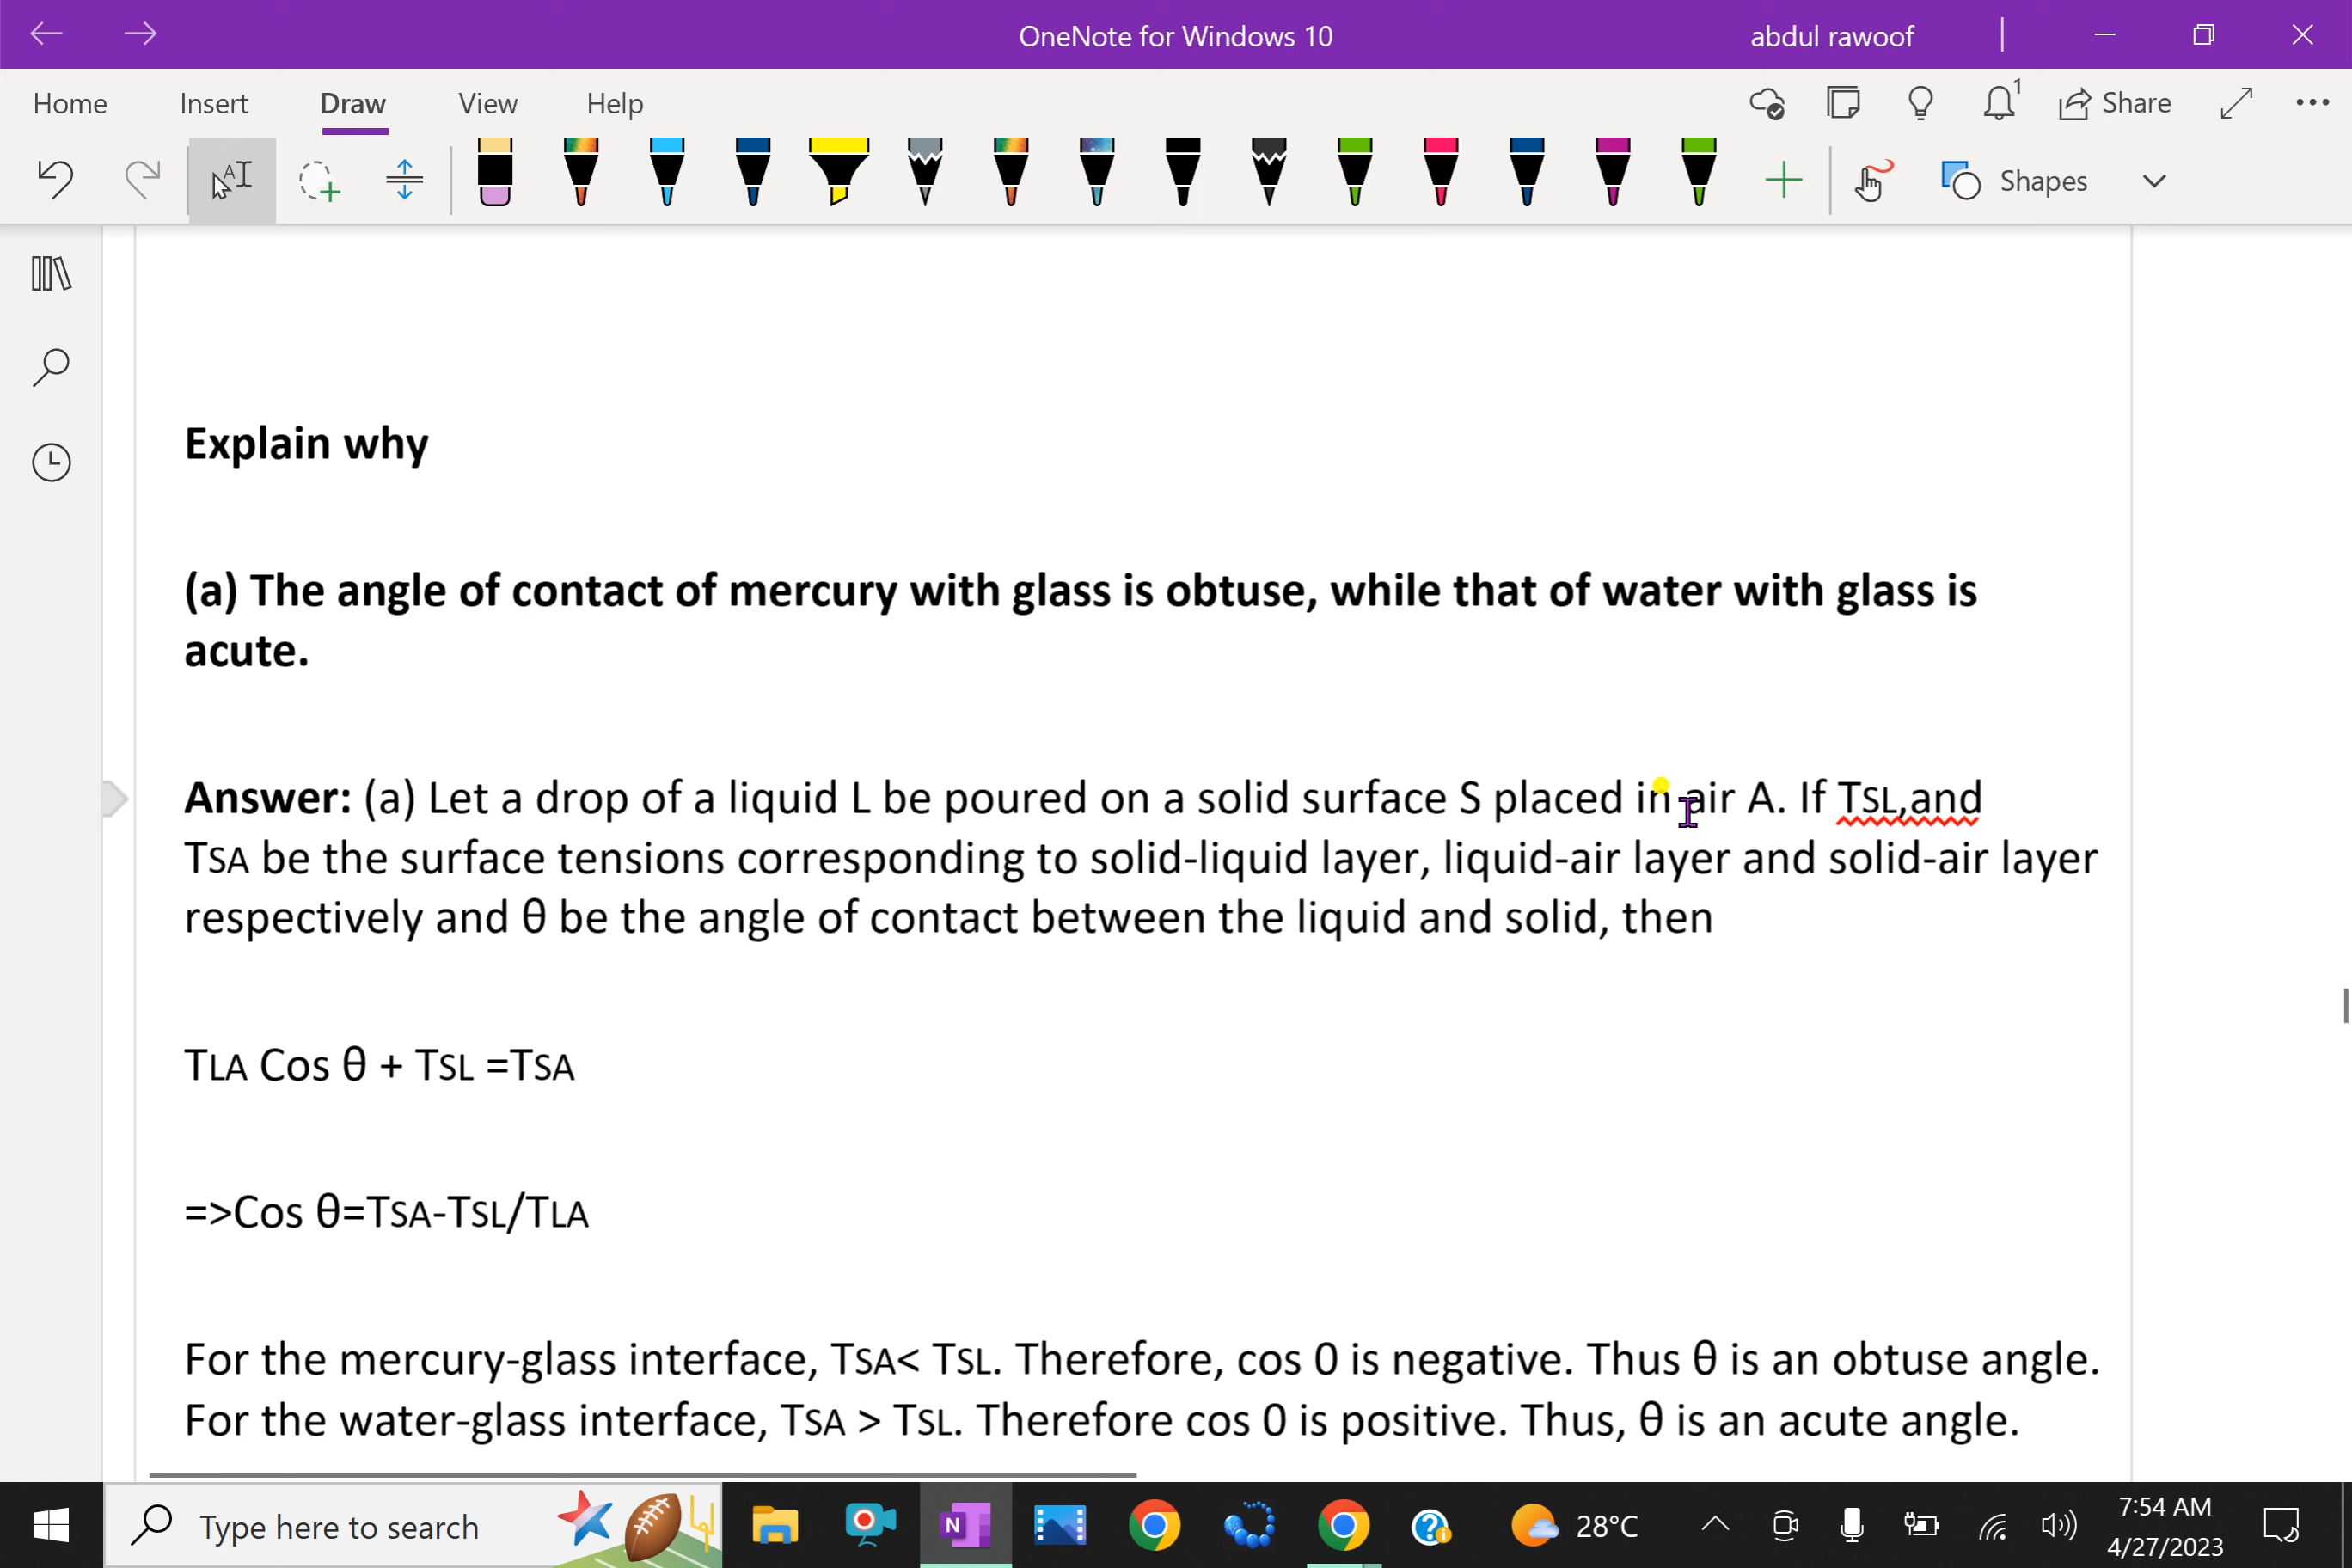 OneNote for Windows 10
abdul rawoof
Home Insert Draw View Help
1
Share
Shapes
Explain why
(a) The angle of contact of mercury with glass is obtuse, while that of water with glass is
acute.
Answer: (a) Let a drop of a liquid L be poured on a solid surface S placed in air A. If TSL,and
TSA be the surface tensions corresponding to solid-liquid layer, liquid-air layer and solid-air layer
respectively and θ be the angle of contact between the liquid and solid, then
TLA Cos θ + TSL =TSA
=>Cos θ=TSA-TSL/TLA
For the mercury-glass interface, TSA< TSL. Therefore, cos 0 is negative. Thus θ is an obtuse angle.
For the water-glass interface, TSA > TSL. Therefore cos 0 is positive. Thus, θ is an acute angle.
Type here to search
N
28°C
7:54 AM
4/27/2023